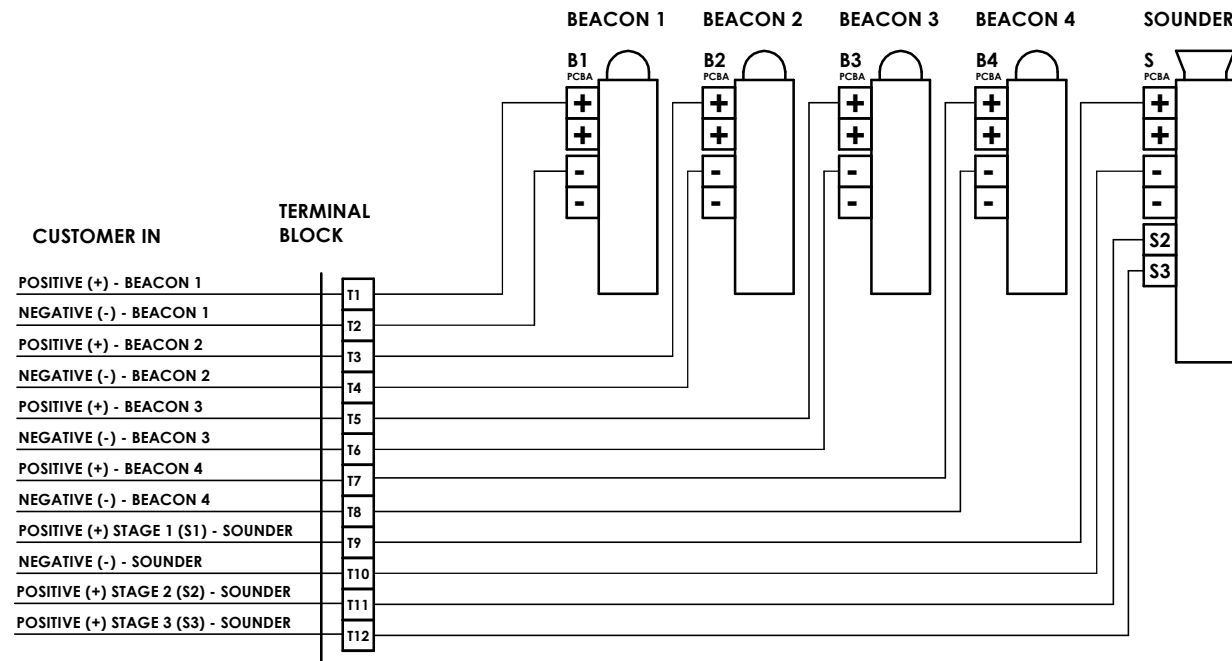 BEACON 1 BEACON 2 BEACON 3 BEACON 4 SOUNDER
B1 B2 B3 B4 S
PCBA PCBA PCBA PCBA PCBA
+ + + + +
+ + + + +
- - - - -
- - - - -
S2
S3
CUSTOMER IN
TERMINAL
BLOCK
POSITIVE (+) - BEACON 1
T1
NEGATIVE (-) - BEACON 1
T2
POSITIVE (+) - BEACON 2
T3
NEGATIVE (-) - BEACON 2
T4
POSITIVE (+) - BEACON 3
T5
NEGATIVE (-) - BEACON 3
T6
POSITIVE (+) - BEACON 4
T7
NEGATIVE (-) - BEACON 4
T8
POSITIVE (+) STAGE 1 (S1) - SOUNDER
T9
NEGATIVE (-) - SOUNDER
T10
POSITIVE (+) STAGE 2 (S2) - SOUNDER
T11
POSITIVE (+) STAGE 3 (S3) - SOUNDER
T12